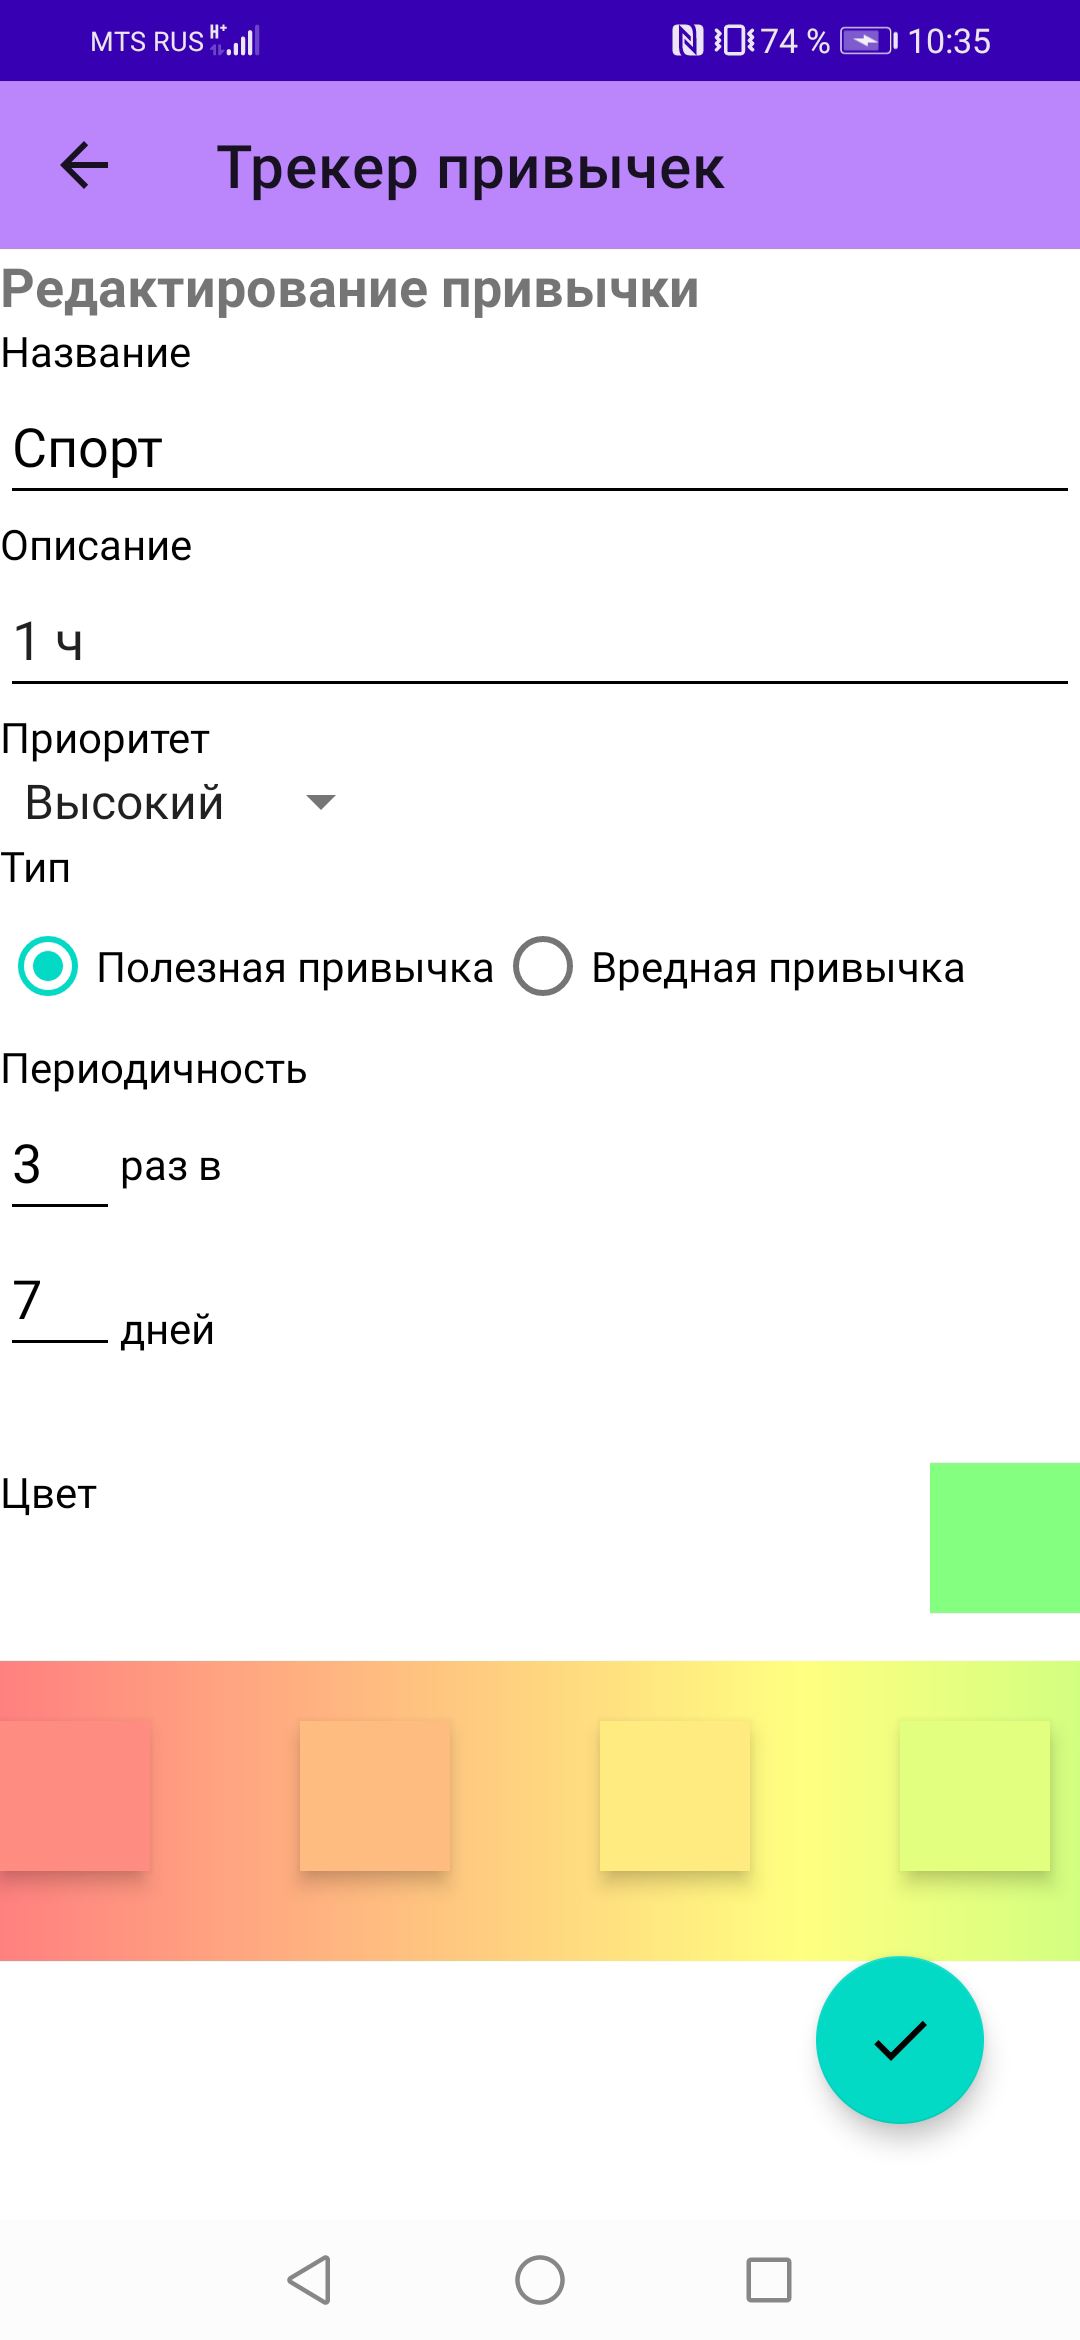 MTS RUS H+ 74 % 10:35
Трекер привычек
Редактирование привычки
Название
Спорт
Описание
1 ч
Приоритет
Высокий
Тип
Полезная привычка Вредная привычка
Периодичность
3 раз в
7 дней
Цвет